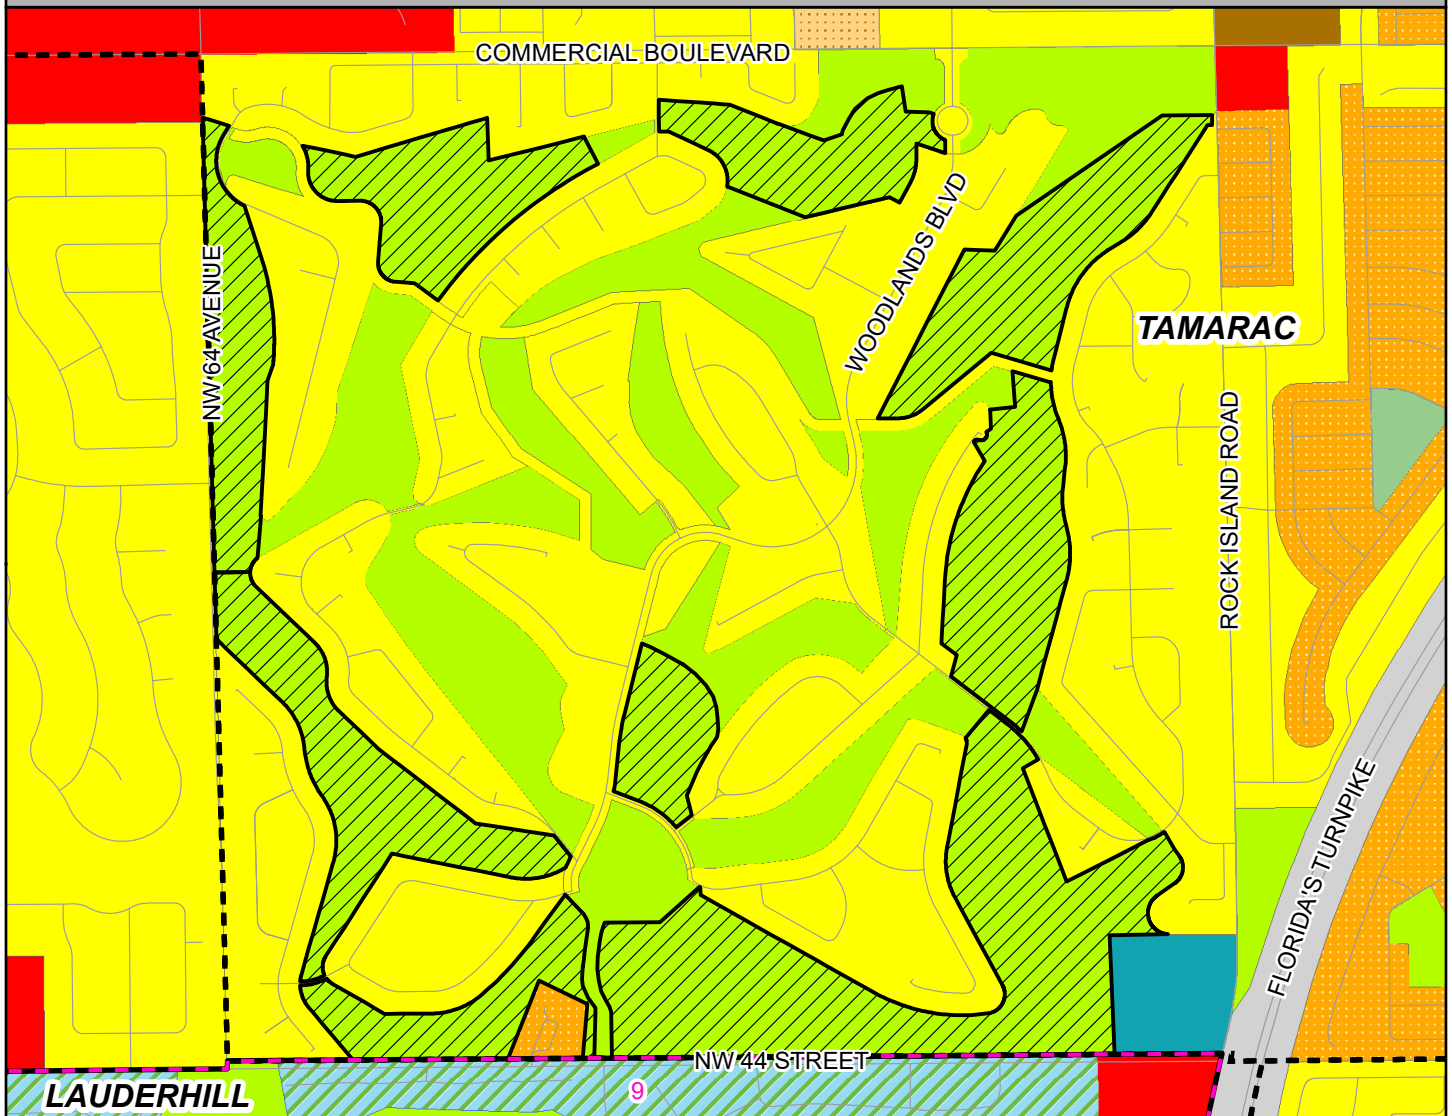 COMMERCIAL BOULEVARD
WOODLANDS BLVD
NW 64 AVENUE
TAMARAC
ROCK ISLAND ROAD
FLORIDA'S TURNPIKE
NW 44 STREET
LAUDERHILL
9